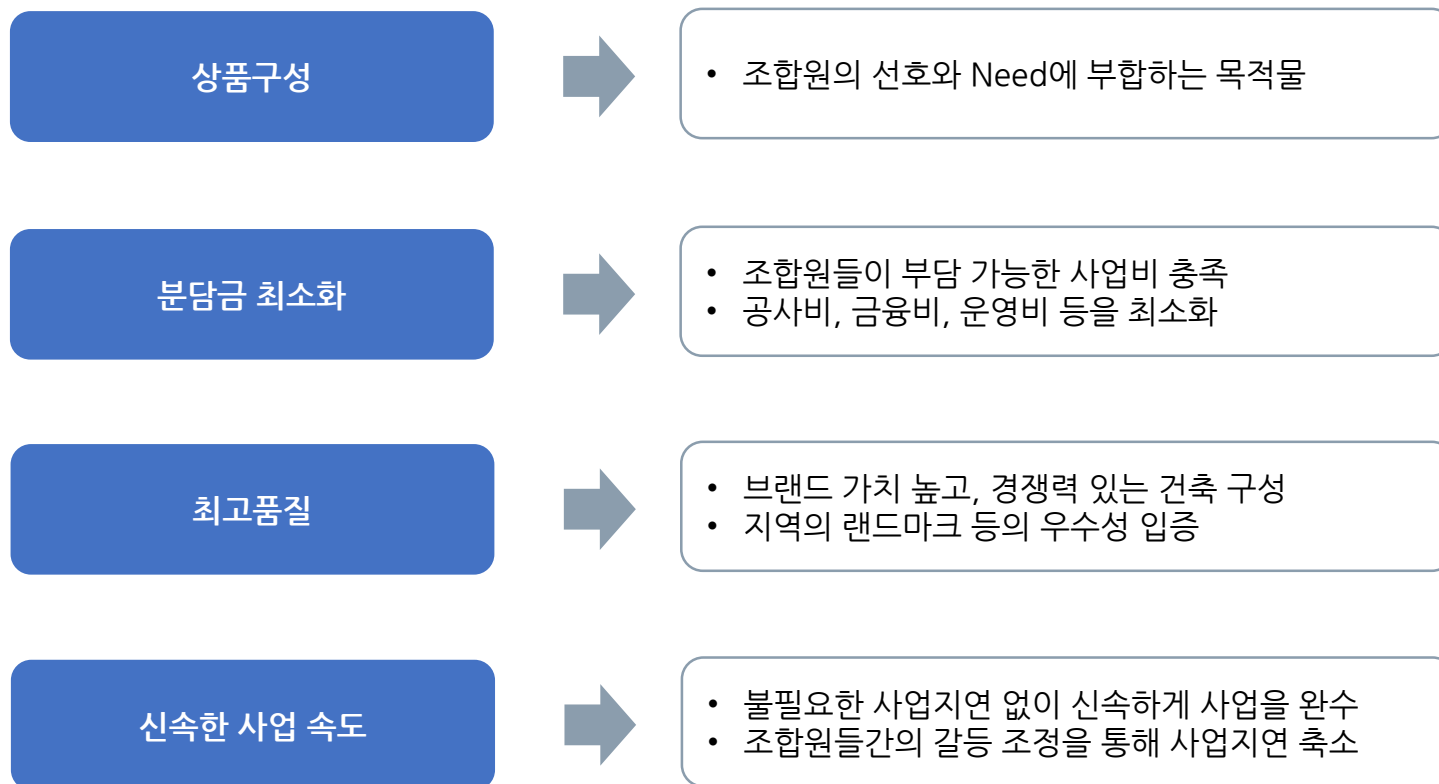 상품구성
• 조합원의 선호와 Need에 부합하는 목적물
분담금 최소화
• 조합원들이 부담 가능한 사업비 충족
• 공사비, 금융비, 운영비 등을 최소화
최고품질
• 브랜드 가치 높고, 경쟁력 있는 건축 구성
• 지역의 랜드마크 등의 우수성 입증
신속한 사업 속도
• 불필요한 사업지연 없이 신속하게 사업을 완수
• 조합원들간의 갈등 조정을 통해 사업지연 축소